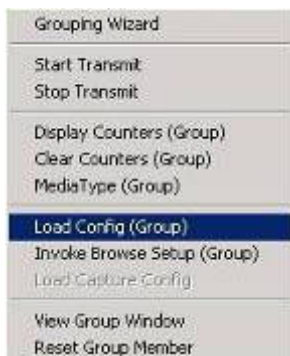 Grouping Wizard
Start Transmit
Stop Transmit
Display Counters (Group)
Clear Counters (Group)
MediaType (Group)
Load Config (Group)
Invoke Browse Setup (Group)
Load Capture Config
View Group Window
Reset Group Member